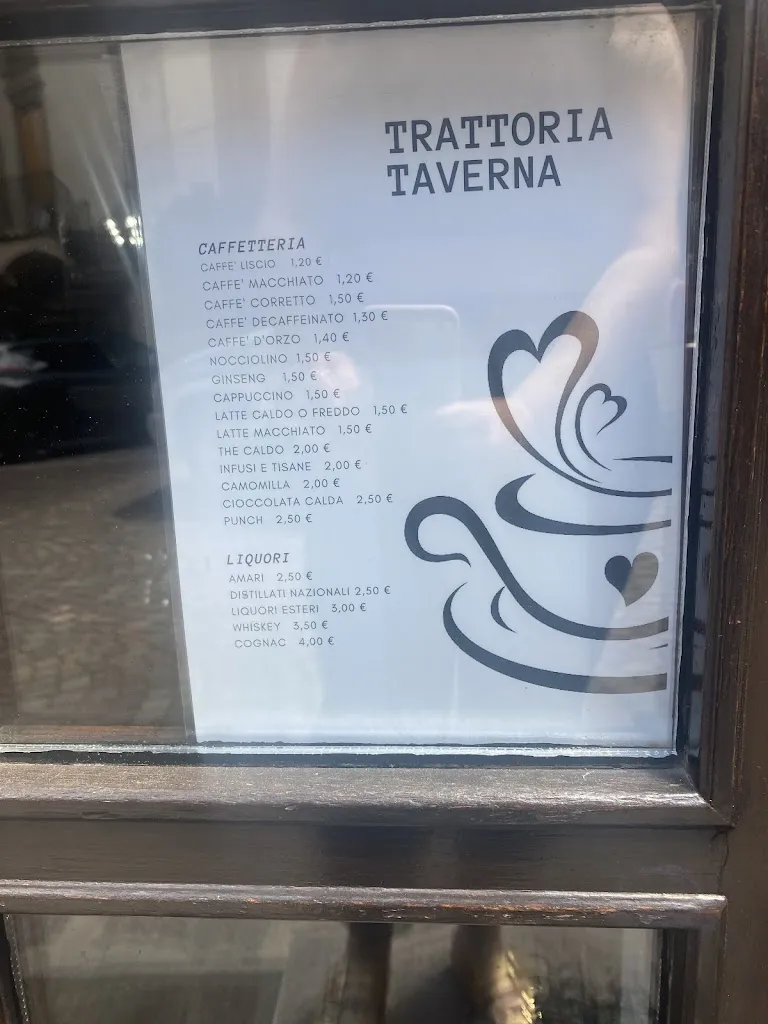 TRATTORIA
TAVERNA
CAFFETTERIA
CAFFE' LISCIO 1,20 €
CAFFE' MACCHIATO 1,20 €
CAFFE' CORRETTO 1,50 €
CAFFE' DECAFFEINATO 1,30 €
CAFFE' D'ORZO 1,40 €
NOCCIOLINO 1,50 €
GINSENG 1,50 €
CAPPUCCINO 1,50 €
LATTE CALDO O FREDDO 1,50 €
LATTE MACCHIATO 1,50 €
THE CALDO 2,00 €
INFUSI E TISANE 2,00 €
CAMOMILLA 2,00 €
CIOCCOLATA CALDA 2,50 €
PUNCH 2,50 €
LIQUORI
AMARI 2,50 €
DISTILLATI NAZIONALI 2,50 €
LIQUORI ESTERI 3,00 €
WHISKEY 3,50 €
COGNAC 4,00 €